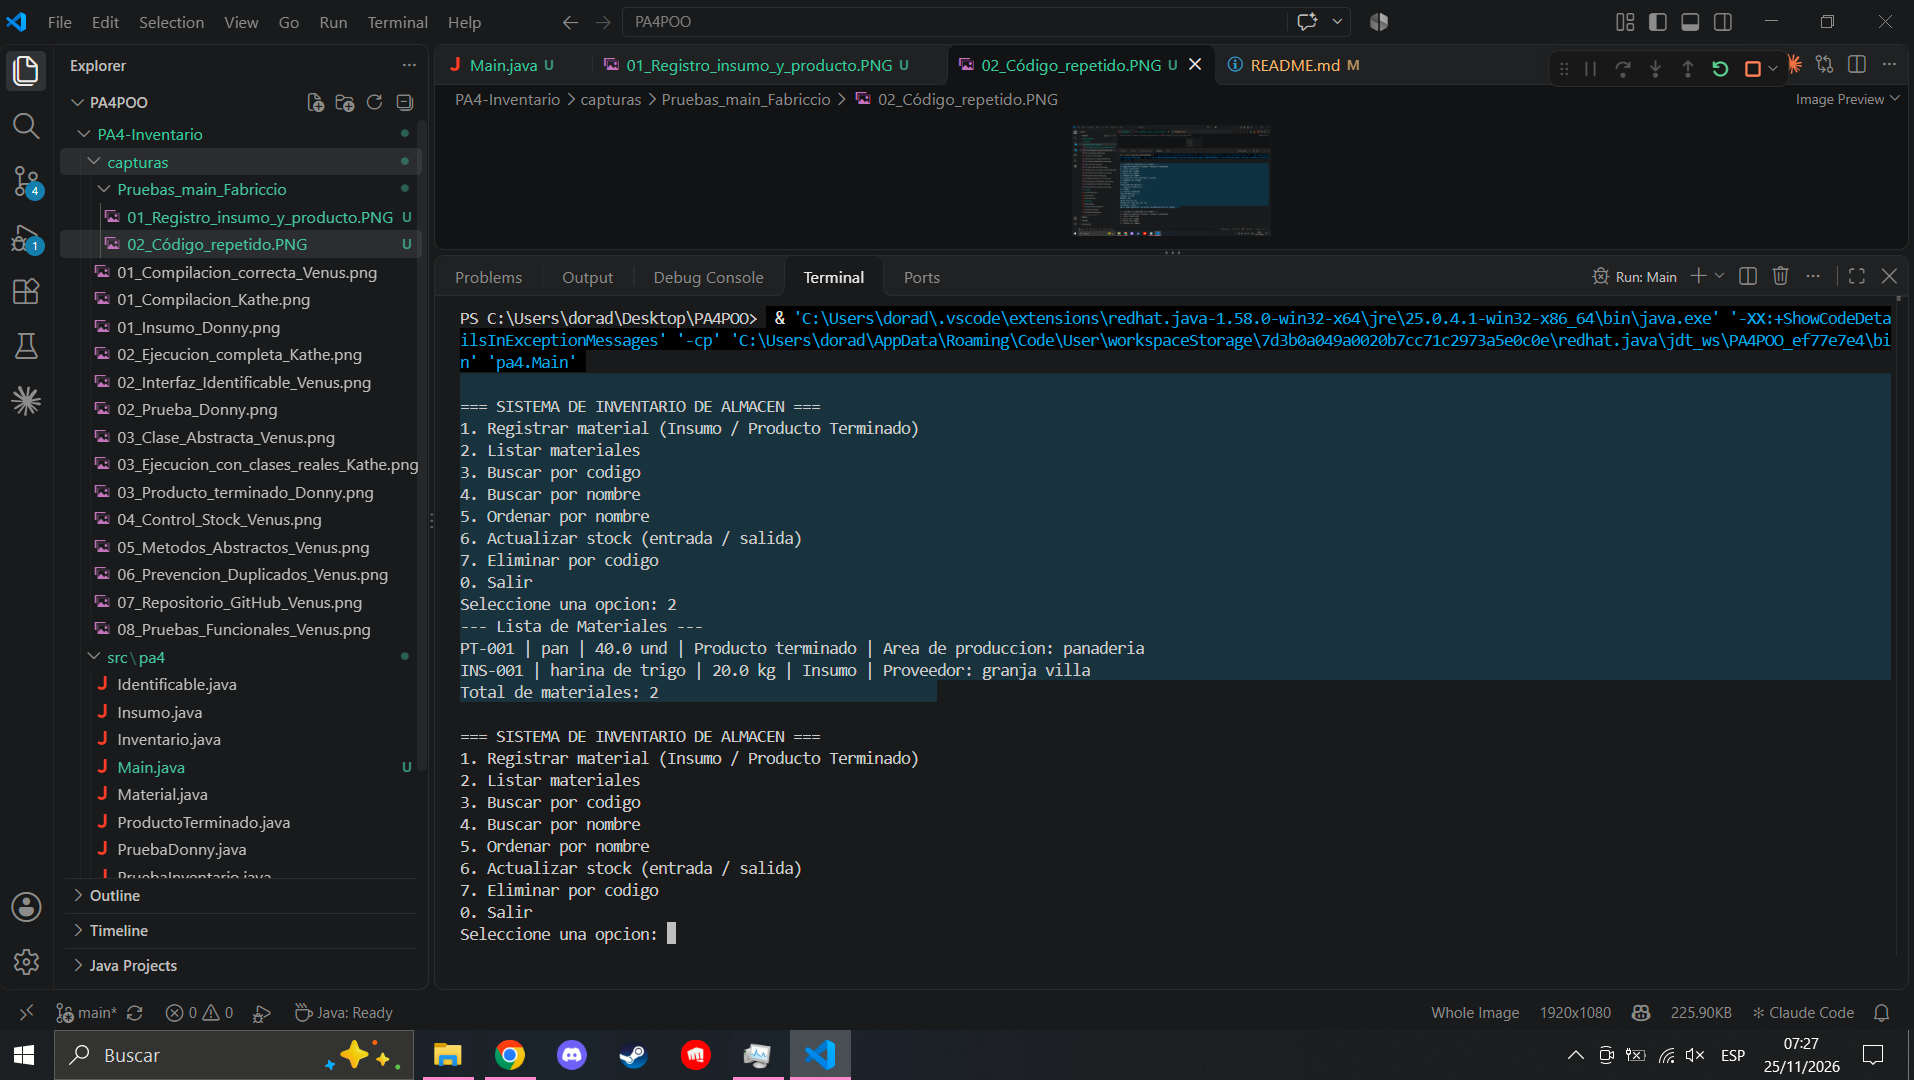 File Edit Selection View Go Run Terminal Help
PA4POO
Explorer
PA4POO
PA4-Inventario
capturas
Pruebas_main_Fabriccio
01_Registro_insumo_y_producto.PNG U
02_Código_repetido.PNG U
01_Compilacion_correcta_Venus.png
01_Compilacion_Kathe.png
01_Insumo_Donny.png
02_Ejecucion_completa_Kathe.png
02_Interfaz_Identificable_Venus.png
02_Prueba_Donny.png
03_Clase_Abstracta_Venus.png
03_Ejecucion_con_clases_reales_Kathe.png
03_Producto_terminado_Donny.png
04_Control_Stock_Venus.png
05_Metodos_Abstractos_Venus.png
06_Prevencion_Duplicados_Venus.png
07_Repositorio_GitHub_Venus.png
08_Pruebas_Funcionales_Venus.png
src\pa4
Identificable.java
Insumo.java
Inventario.java
Main.java U
Material.java
ProductoTerminado.java
PruebaDonny.java
PruebaInventario.java
Outline
Timeline
Java Projects
4
1
Main.java U
01_Registro_insumo_y_producto.PNG U
02_Código_repetido.PNG U
README.md M
PA4-Inventario > capturas > Pruebas_main_Fabriccio > 02_Código_repetido.PNG
Image Preview
Problems Output Debug Console Terminal Ports
Run: Main
PS C:\Users\dorad\Desktop\PA4POO> & 'C:\Users\dorad\.vscode\extensions\redhat.java-1.58.0-win32-x64\jre\25.0.4.1-win32-x86_64\bin\java.exe' '-XX:+ShowCodeDeta
ilsInExceptionMessages' '-cp' 'C:\Users\dorad\AppData\Roaming\Code\User\workspaceStorage\7d3b0a049a0020b7cc71c2973a5e0c0e\redhat.java\jdt_ws\PA4POO_ef77e7e4\bi
n' 'pa4.Main'
=== SISTEMA DE INVENTARIO DE ALMACEN ===
1. Registrar material (Insumo / Producto Terminado)
2. Listar materiales
3. Buscar por codigo
4. Buscar por nombre
5. Ordenar por nombre
6. Actualizar stock (entrada / salida)
7. Eliminar por codigo
0. Salir
Seleccione una opcion: 2
--- Lista de Materiales ---
PT-001 | pan | 40.0 und | Producto terminado | Area de produccion: panaderia
INS-001 | harina de trigo | 20.0 kg | Insumo | Proveedor: granja villa
Total de materiales: 2
=== SISTEMA DE INVENTARIO DE ALMACEN ===
1. Registrar material (Insumo / Producto Terminado)
2. Listar materiales
3. Buscar por codigo
4. Buscar por nombre
5. Ordenar por nombre
6. Actualizar stock (entrada / salida)
7. Eliminar por codigo
0. Salir
Seleccione una opcion:
main* 0 0 Java: Ready
Whole Image 1920x1080 225.90KB Claude Code
Buscar
ESP
07:27
25/11/2026